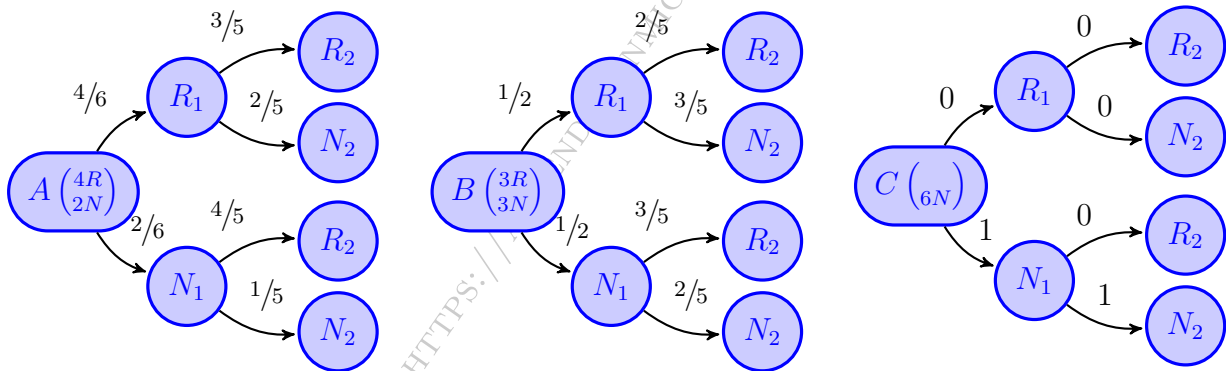 3/5 R₂
4/6 R₁ 2/5 N₂
A (4R 2N)
2/6 N₁ 4/5 R₂
1/5 N₂
2/5 R₂
1/2 R₁ 3/5 N₂
B (3R 3N)
1/2 N₁ 3/5 R₂
2/5 N₂
0 R₂
0 R₁ 0 N₂
C (6N)
1 N₁ 0 R₂
1 N₂
HTTPS://